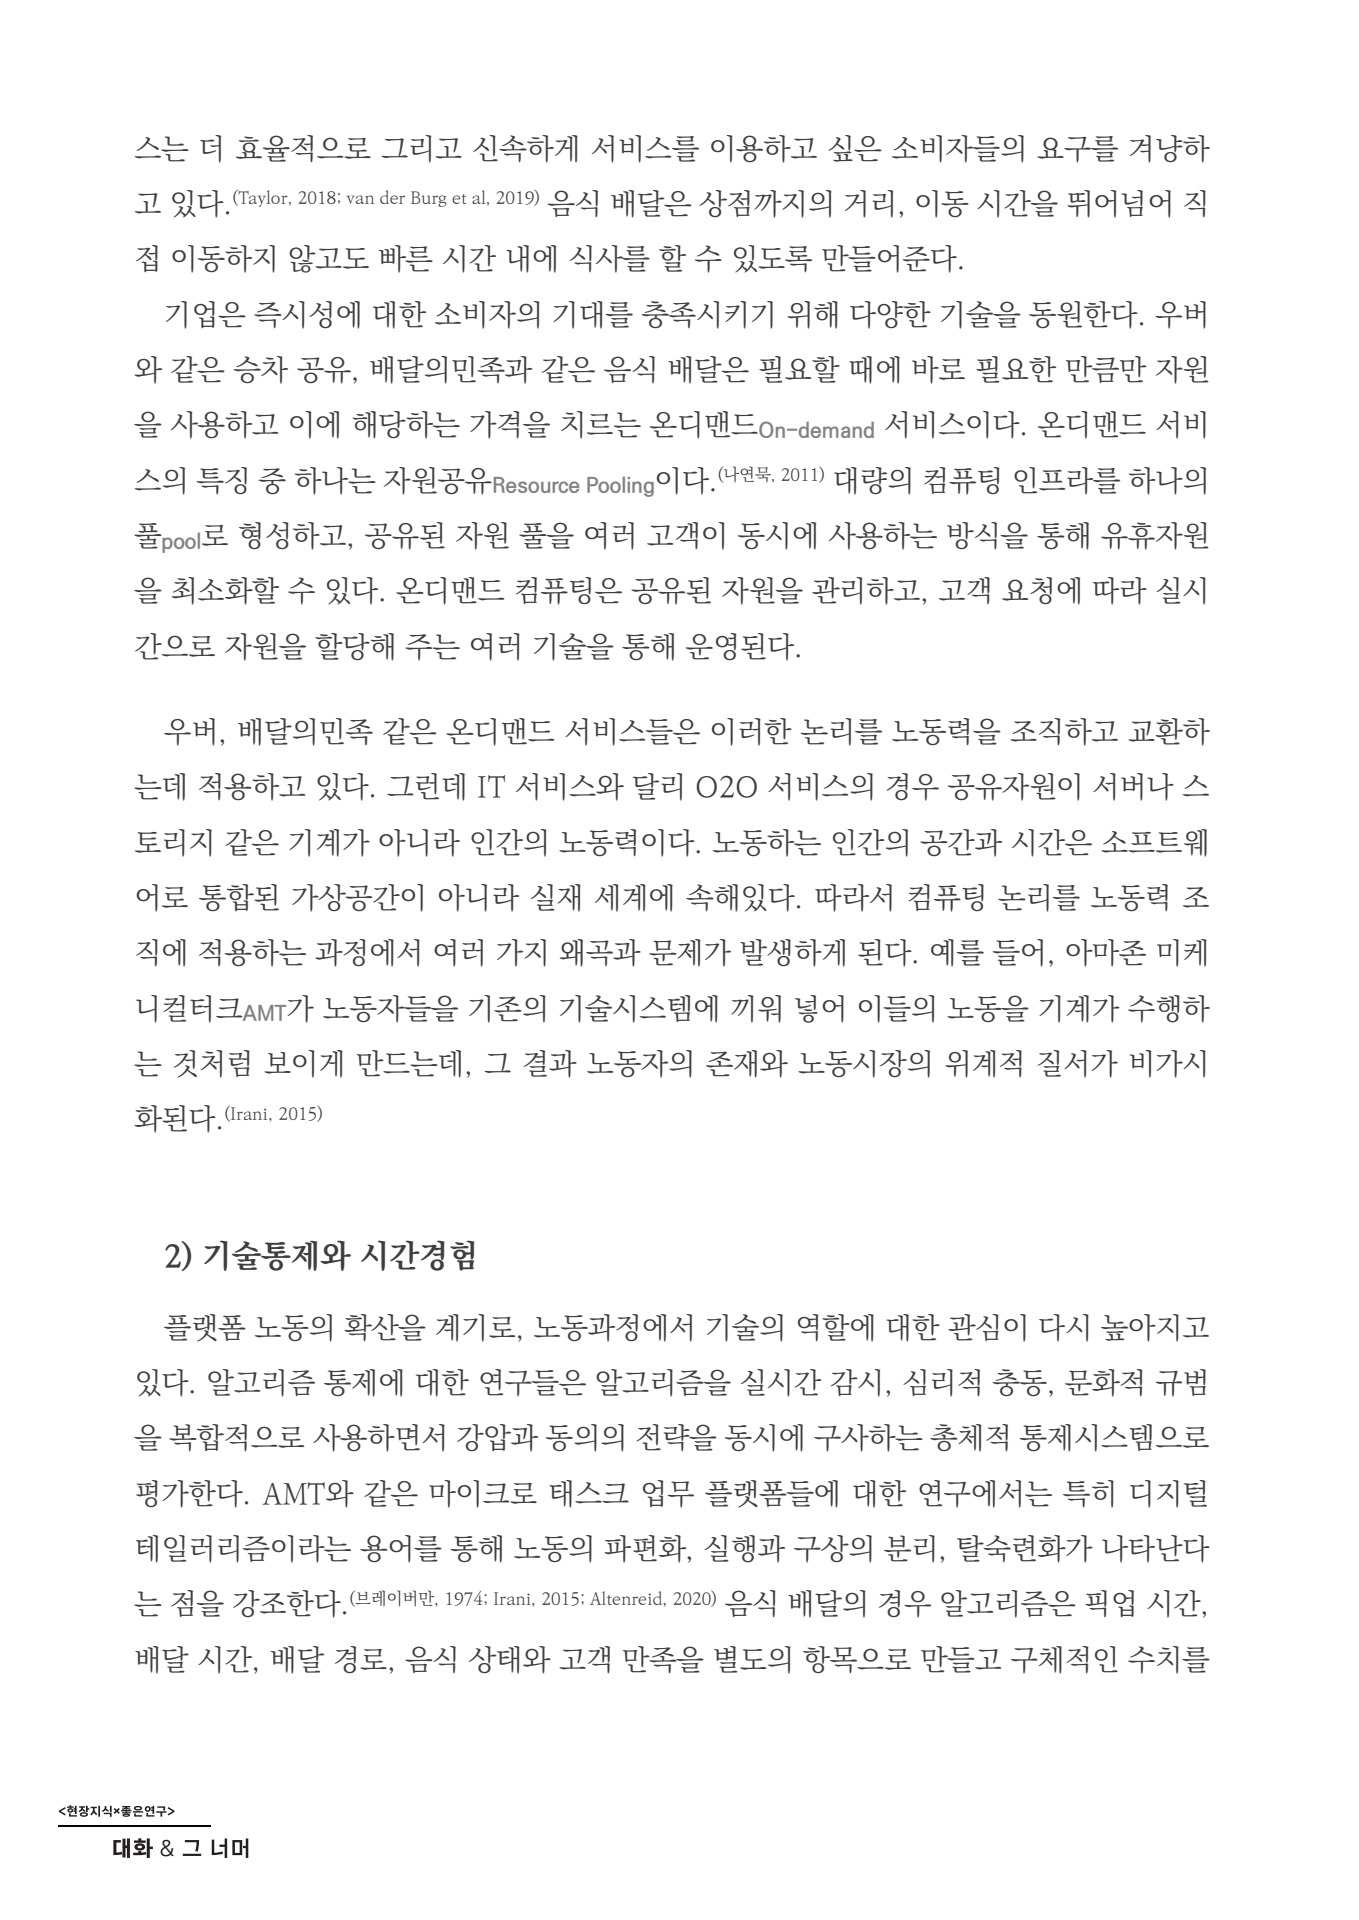 스는 더 효율적으로 그리고 신속하게 서비스를 이용하고 싶은 소비자들의 요구를 겨냥하
고 있다.(Taylor, 2018; van der Burg et al, 2019) 음식 배달은 상점까지의 거리, 이동 시간을 뛰어넘어 직
접 이동하지 않고도 빠른 시간 내에 식사를 할 수 있도록 만들어준다.
기업은 즉시성에 대한 소비자의 기대를 충족시키기 위해 다양한 기술을 동원한다. 우버
와 같은 승차 공유, 배달의민족과 같은 음식 배달은 필요할 때에 바로 필요한 만큼만 자원
을 사용하고 이에 해당하는 가격을 치르는 온디맨드On-demand 서비스이다. 온디맨드 서비
스의 특징 중 하나는 자원공유Resource Pooling이다.(나연묵, 2011) 대량의 컴퓨팅 인프라를 하나의
풀pool로 형성하고, 공유된 자원 풀을 여러 고객이 동시에 사용하는 방식을 통해 유휴자원
을 최소화할 수 있다. 온디맨드 컴퓨팅은 공유된 자원을 관리하고, 고객 요청에 따라 실시
간으로 자원을 할당해 주는 여러 기술을 통해 운영된다.
우버, 배달의민족 같은 온디맨드 서비스들은 이러한 논리를 노동력을 조직하고 교환하
는데 적용하고 있다. 그런데 IT 서비스와 달리 O2O 서비스의 경우 공유자원이 서버나 스
토리지 같은 기계가 아니라 인간의 노동력이다. 노동하는 인간의 공간과 시간은 소프트웨
어로 통합된 가상공간이 아니라 실재 세계에 속해있다. 따라서 컴퓨팅 논리를 노동력 조
직에 적용하는 과정에서 여러 가지 왜곡과 문제가 발생하게 된다. 예를 들어, 아마존 미케
니컬터크AMT가 노동자들을 기존의 기술시스템에 끼워 넣어 이들의 노동을 기계가 수행하
는 것처럼 보이게 만드는데, 그 결과 노동자의 존재와 노동시장의 위계적 질서가 비가시
화된다.(Irani, 2015)
2) 기술통제와 시간경험
플랫폼 노동의 확산을 계기로, 노동과정에서 기술의 역할에 대한 관심이 다시 높아지고
있다. 알고리즘 통제에 대한 연구들은 알고리즘을 실시간 감시, 심리적 충동, 문화적 규범
을 복합적으로 사용하면서 강압과 동의의 전략을 동시에 구사하는 총체적 통제시스템으로
평가한다. AMT와 같은 마이크로 태스크 업무 플랫폼들에 대한 연구에서는 특히 디지털
테일러리즘이라는 용어를 통해 노동의 파편화, 실행과 구상의 분리, 탈숙련화가 나타난다
는 점을 강조한다.(브레이버만, 1974; Irani, 2015; Altenreid, 2020) 음식 배달의 경우 알고리즘은 픽업 시간,
배달 시간, 배달 경로, 음식 상태와 고객 만족을 별도의 항목으로 만들고 구체적인 수치를
<현장지식×좋은연구>
대화 & 그 너머